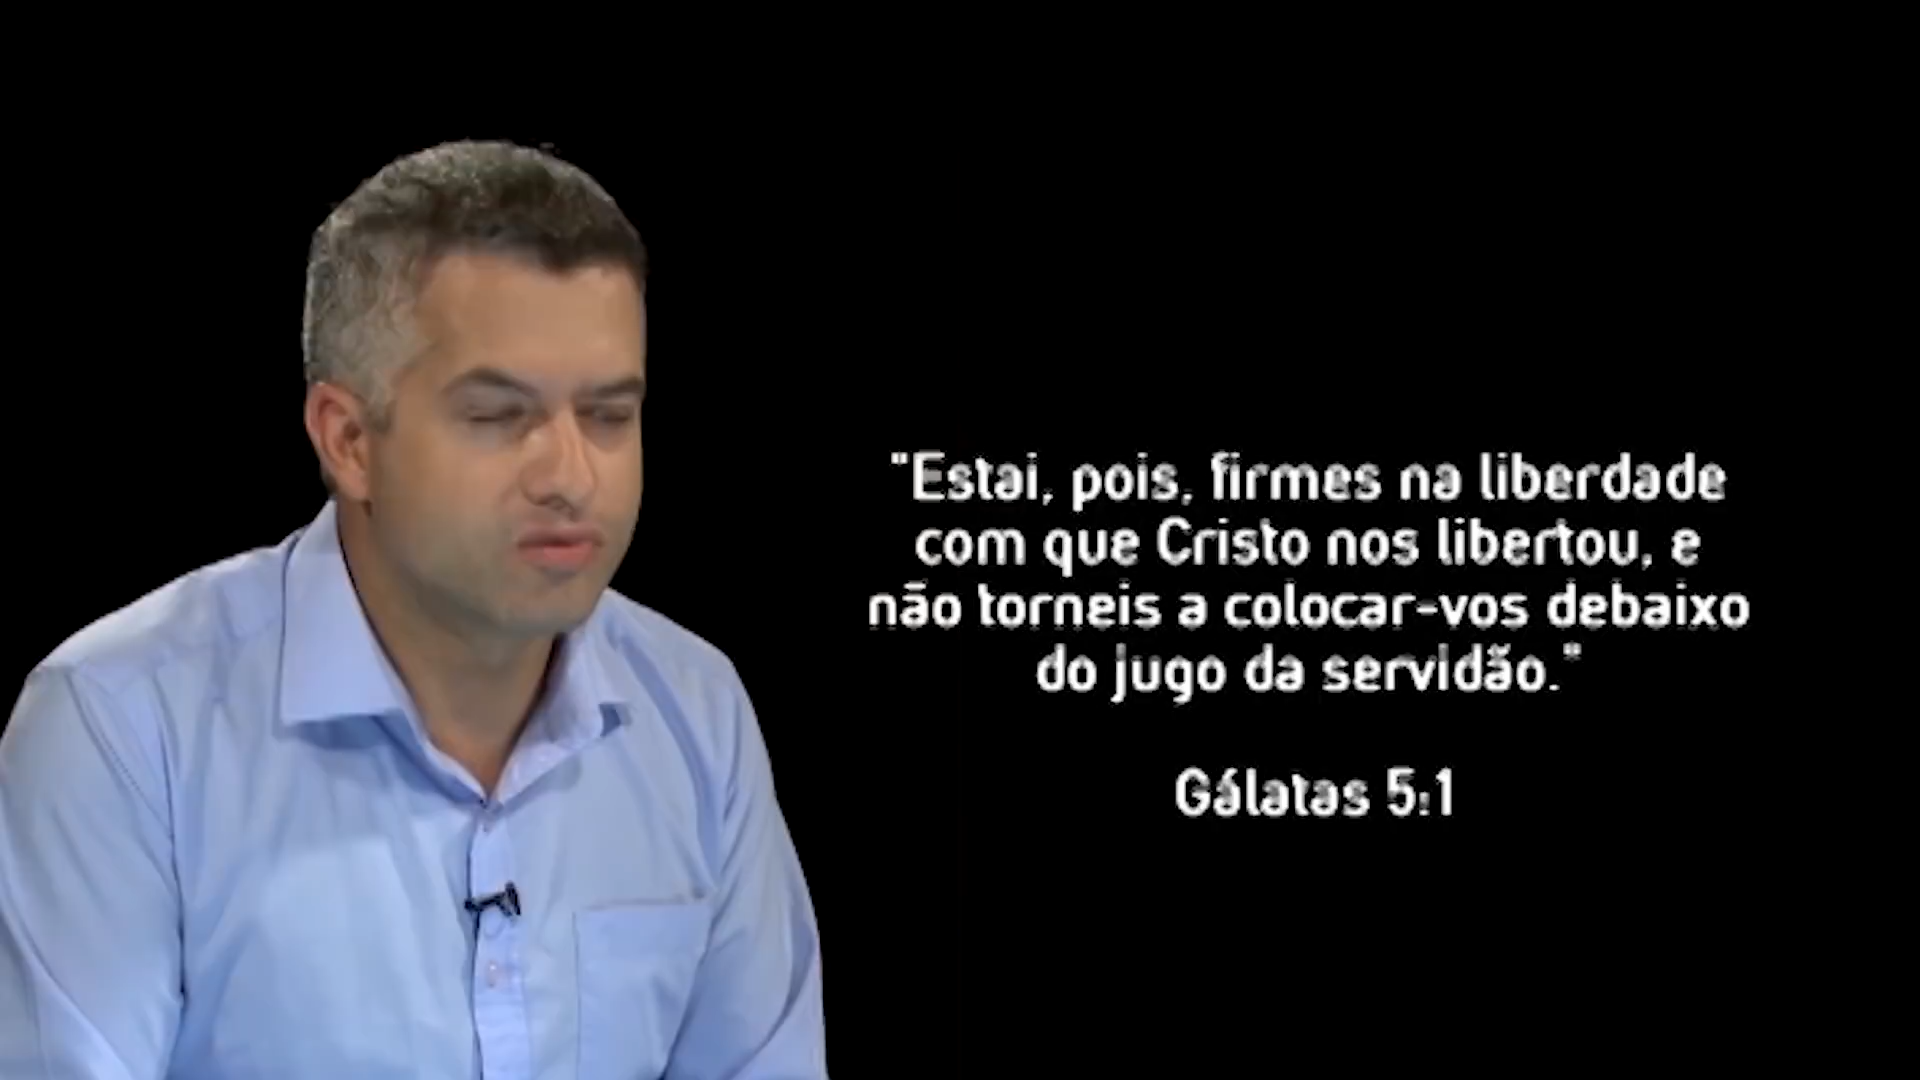 "Estai, pois, firmes na liberdade
com que Cristo nos libertou, e
não torneis a colocar-vos debaixo
do jugo da servidão."
Gálatas 5:1